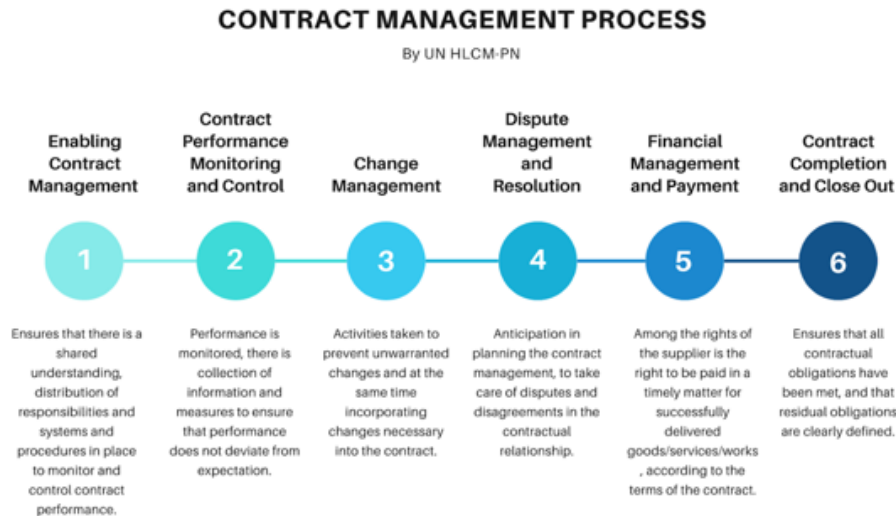 CONTRACT MANAGEMENT PROCESS
By UN HLCM-PN
Enabling
Contract
Management
Contract
Performance
Monitoring
and Control
Change
Management
Dispute
Management
and
Resolution
Financial
Management
and Payment
Contract
Completion
and Close Out
1
2
3
4
5
6
Ensures that there is a
shared
understanding,
distribution of
responsibilities and
systems and
procedures in place
to monitor and
control contract
performance.
Performance is
monitored, there is
collection of
information and
measures to ensure
that performance
does not deviate from
expectation.
Activities taken to
prevent unwarranted
changes and at the
same time
incorporating
changes necessary
into the contract.
Anticipation in
planning the contract
management, to take
care of disputes and
disagreements in the
contractual
relationship.
Among the rights of
the supplier is the
right to be paid in a
timely matter for
successfully
delivered
goods/services/works
, according to the
terms of the contract.
Ensures that all
contractual
obligations have
been met, and that
residual obligations
are clearly defined.